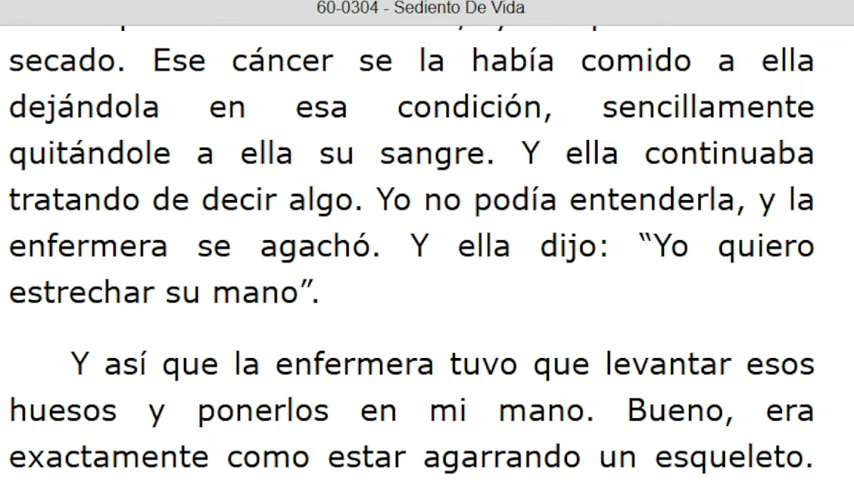 60-0304 - Sediento De Vida
secado. Ese cáncer se la había comido a ella
dejándola en esa condición, sencillamente
quitándole a ella su sangre. Y ella continuaba
tratando de decir algo. Yo no podía entenderla, y la
enfermera se agachó. Y ella dijo: “Yo quiero
estrechar su mano”.
Y así que la enfermera tuvo que levantar esos
huesos y ponerlos en mi mano. Bueno, era
exactamente como estar agarrando un esqueleto.